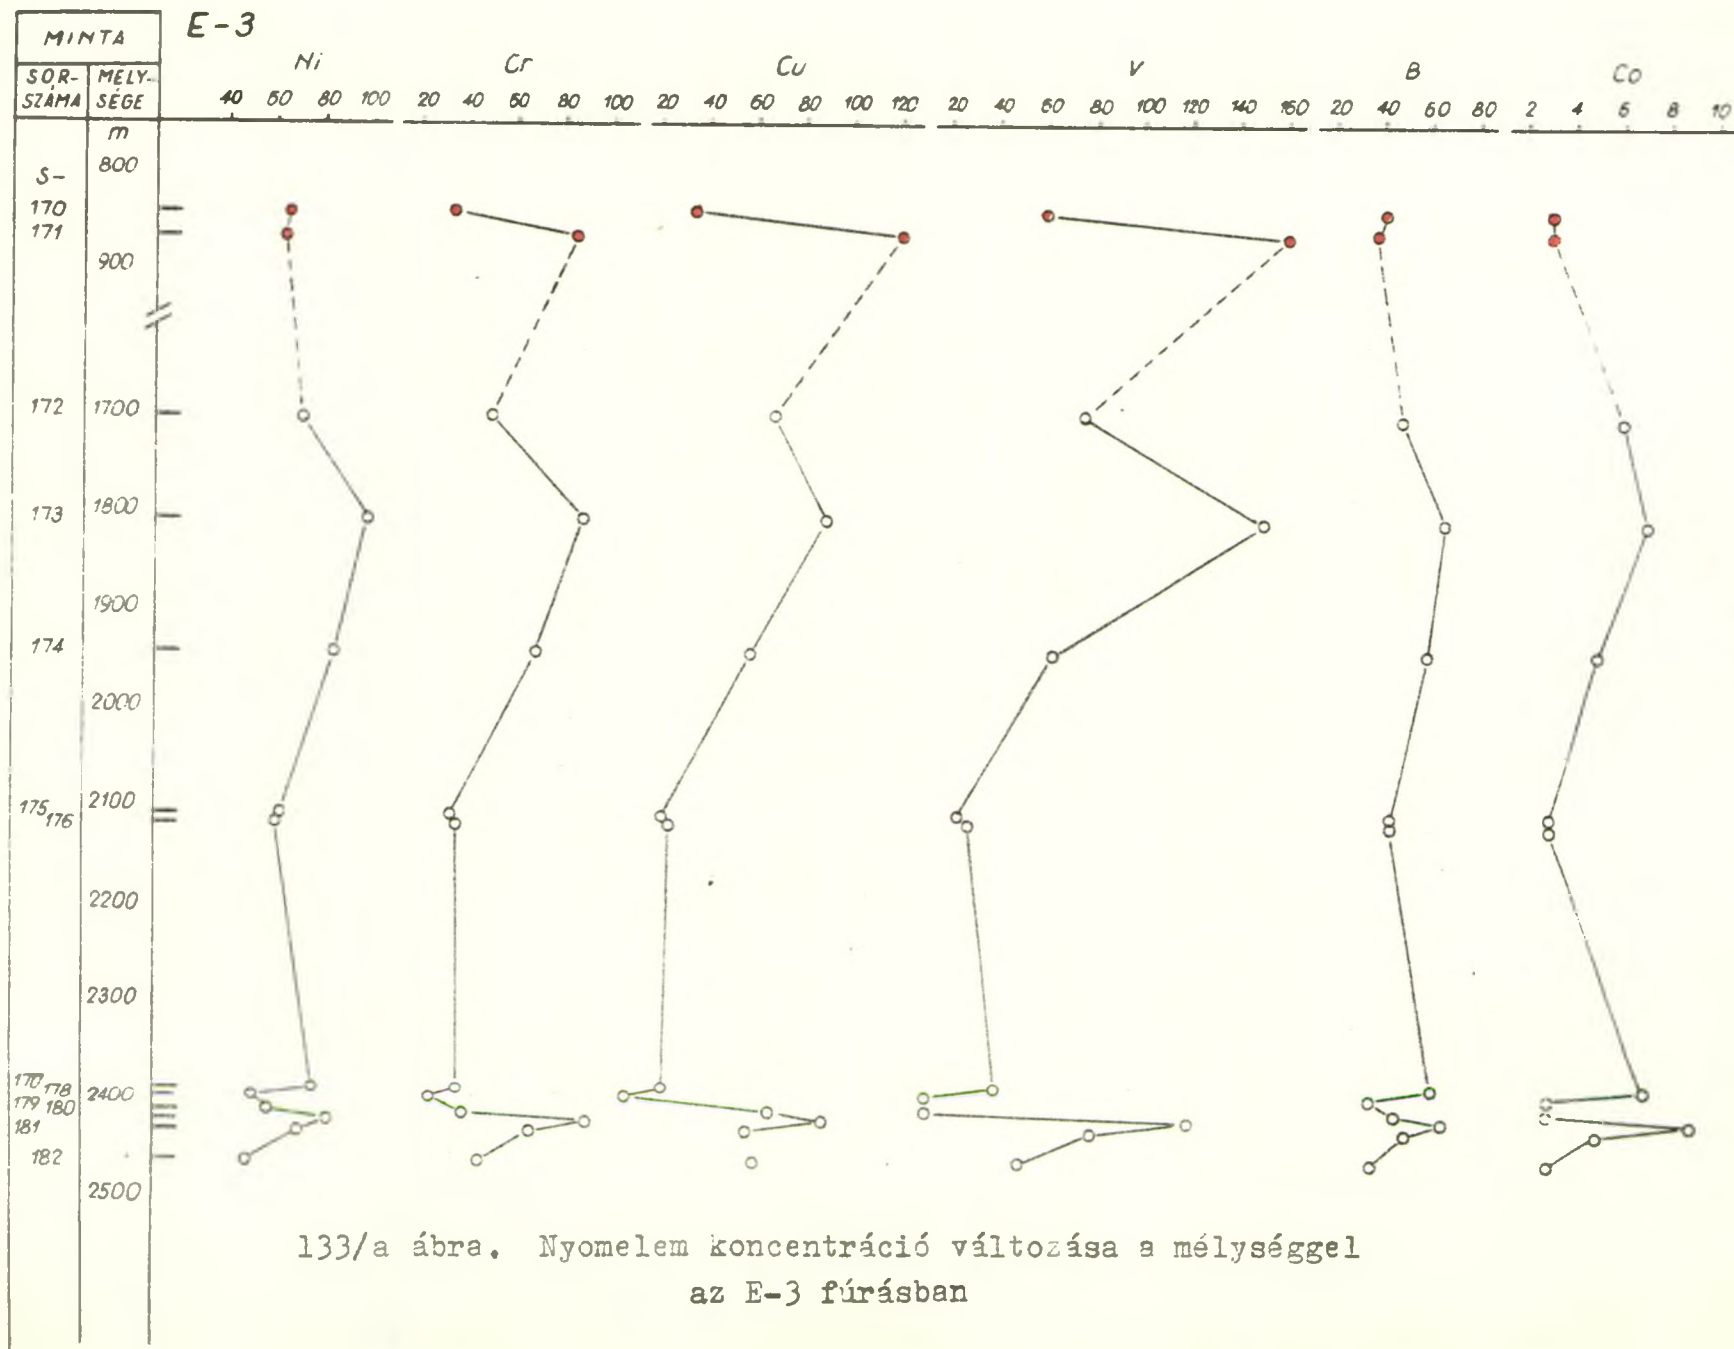 E-3
MINTA
SOR-
SZÁMA
MÉLY-
SÉGE
Ni Cr Cu V B Co
40 60 80 100 20 40 60 80 100 20 40 60 80 100 120 20 40 60 80 100 120 140 160 20 40 60 80 2 4 6 8 10
m
800
S-
170
171
900
172 1700
173 1800
1900
174
2000
175 176 2100
2200
2300
170 178 2400
179 180
181
182
2500
133/a ábra. Nyomelem koncentráció változása a mélységgel
az E-3 fúrásban